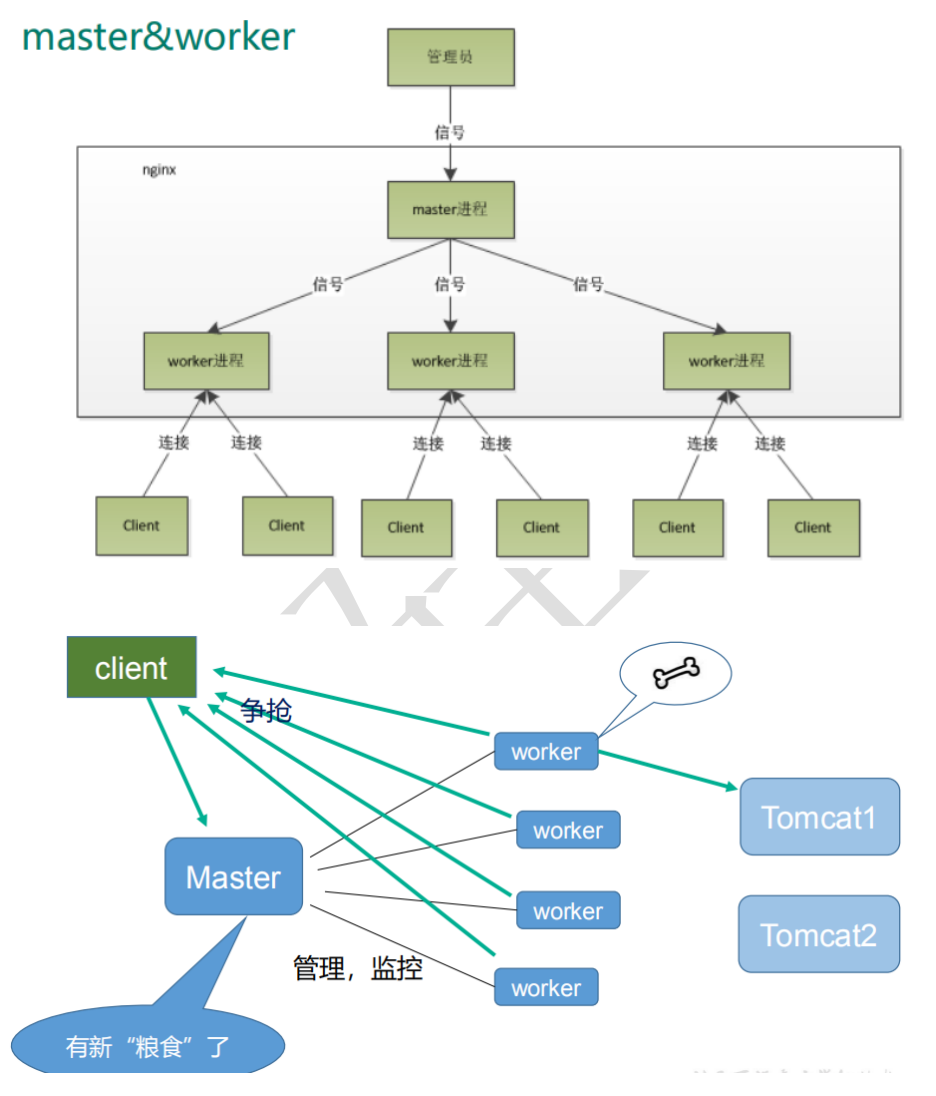 master&worker
管理员
信号
nginx
master进程
信号 信号 信号
worker进程 worker进程 worker进程
连接 连接 连接 连接 连接 连接
Client Client Client Client Client Client
client
争抢
worker
Tomcat1
worker
Master
worker
Tomcat2
管理，监控
worker
有新“粮食”了